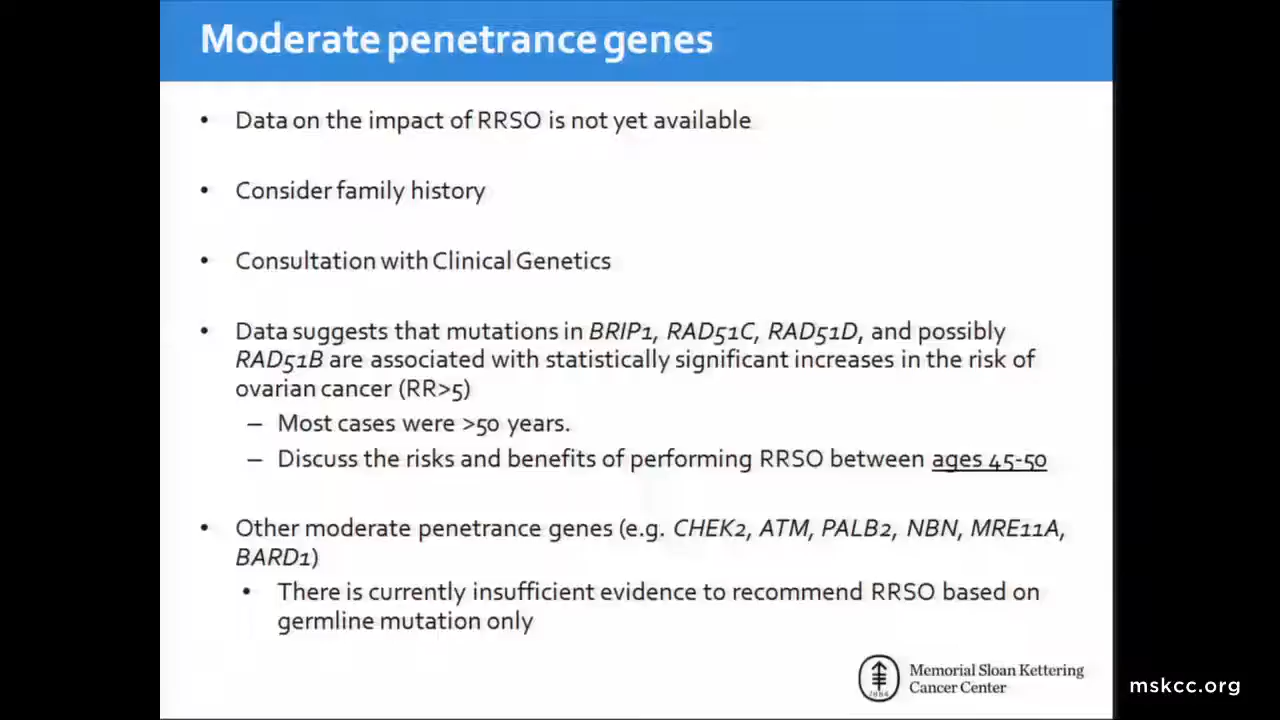 Moderate penetrance genes
• Data on the impact of RRSO is not yet available
• Consider family history
• Consultation with Clinical Genetics
• Data suggests that mutations in BRIP1, RAD51C, RAD51D, and possibly
RAD51B are associated with statistically significant increases in the risk of
ovarian cancer (RR>5)
– Most cases were >50 years.
– Discuss the risks and benefits of performing RRSO between ages 45-50
• Other moderate penetrance genes (e.g. CHEK2, ATM, PALB2, NBN, MRE11A,
BARD1)
• There is currently insufficient evidence to recommend RRSO based on
germline mutation only
1884
Memorial Sloan Kettering
Cancer Center
mskcc.org